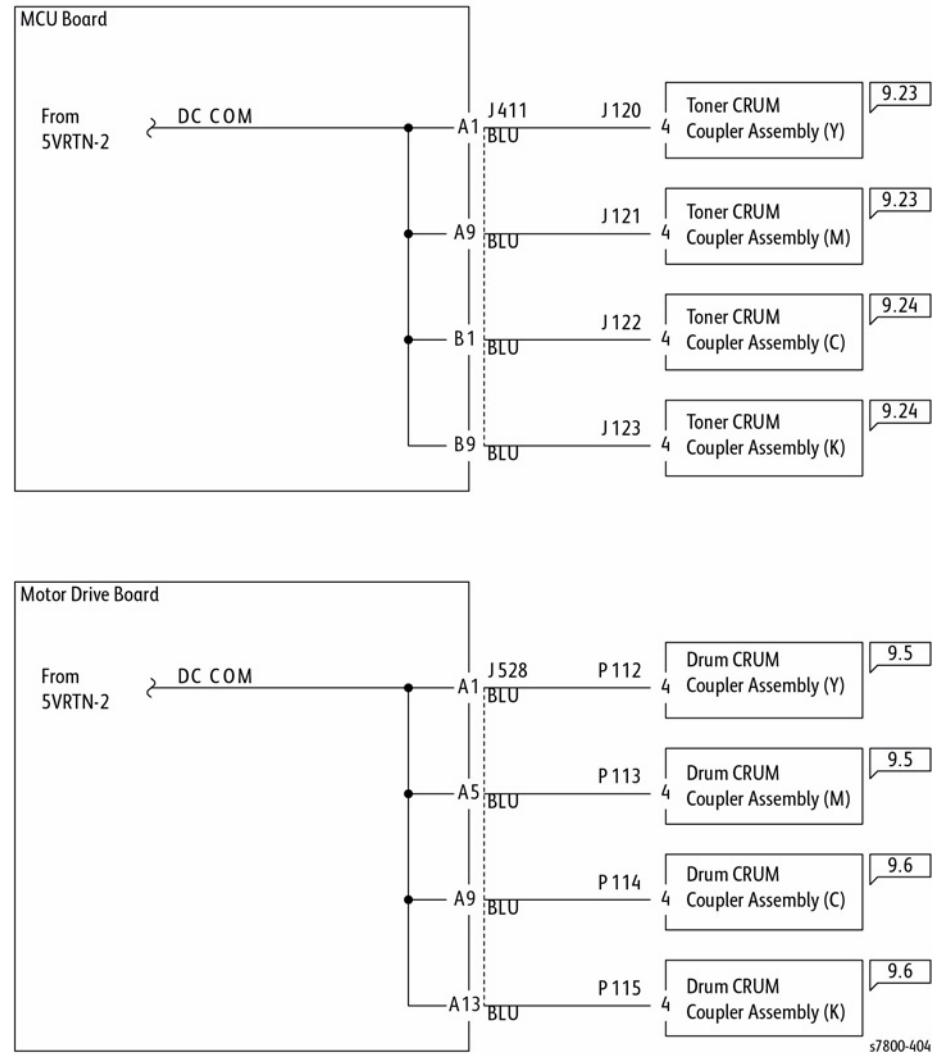 MCU Board
From
5VRTN-2
DC COM
A1
J411
BLU
J120
4
Toner CRUM
Coupler Assembly (Y)
9.23
A9
BLU
J121
4
Toner CRUM
Coupler Assembly (M)
9.23
B1
BLU
J122
4
Toner CRUM
Coupler Assembly (C)
9.24
B9
BLU
J123
4
Toner CRUM
Coupler Assembly (K)
9.24
Motor Drive Board
From
5VRTN-2
DC COM
A1
J528
BLU
P112
4
Drum CRUM
Coupler Assembly (Y)
9.5
A5
BLU
P113
4
Drum CRUM
Coupler Assembly (M)
9.5
A9
BLU
P114
4
Drum CRUM
Coupler Assembly (C)
9.6
A13
BLU
P115
4
Drum CRUM
Coupler Assembly (K)
9.6
s7800-404